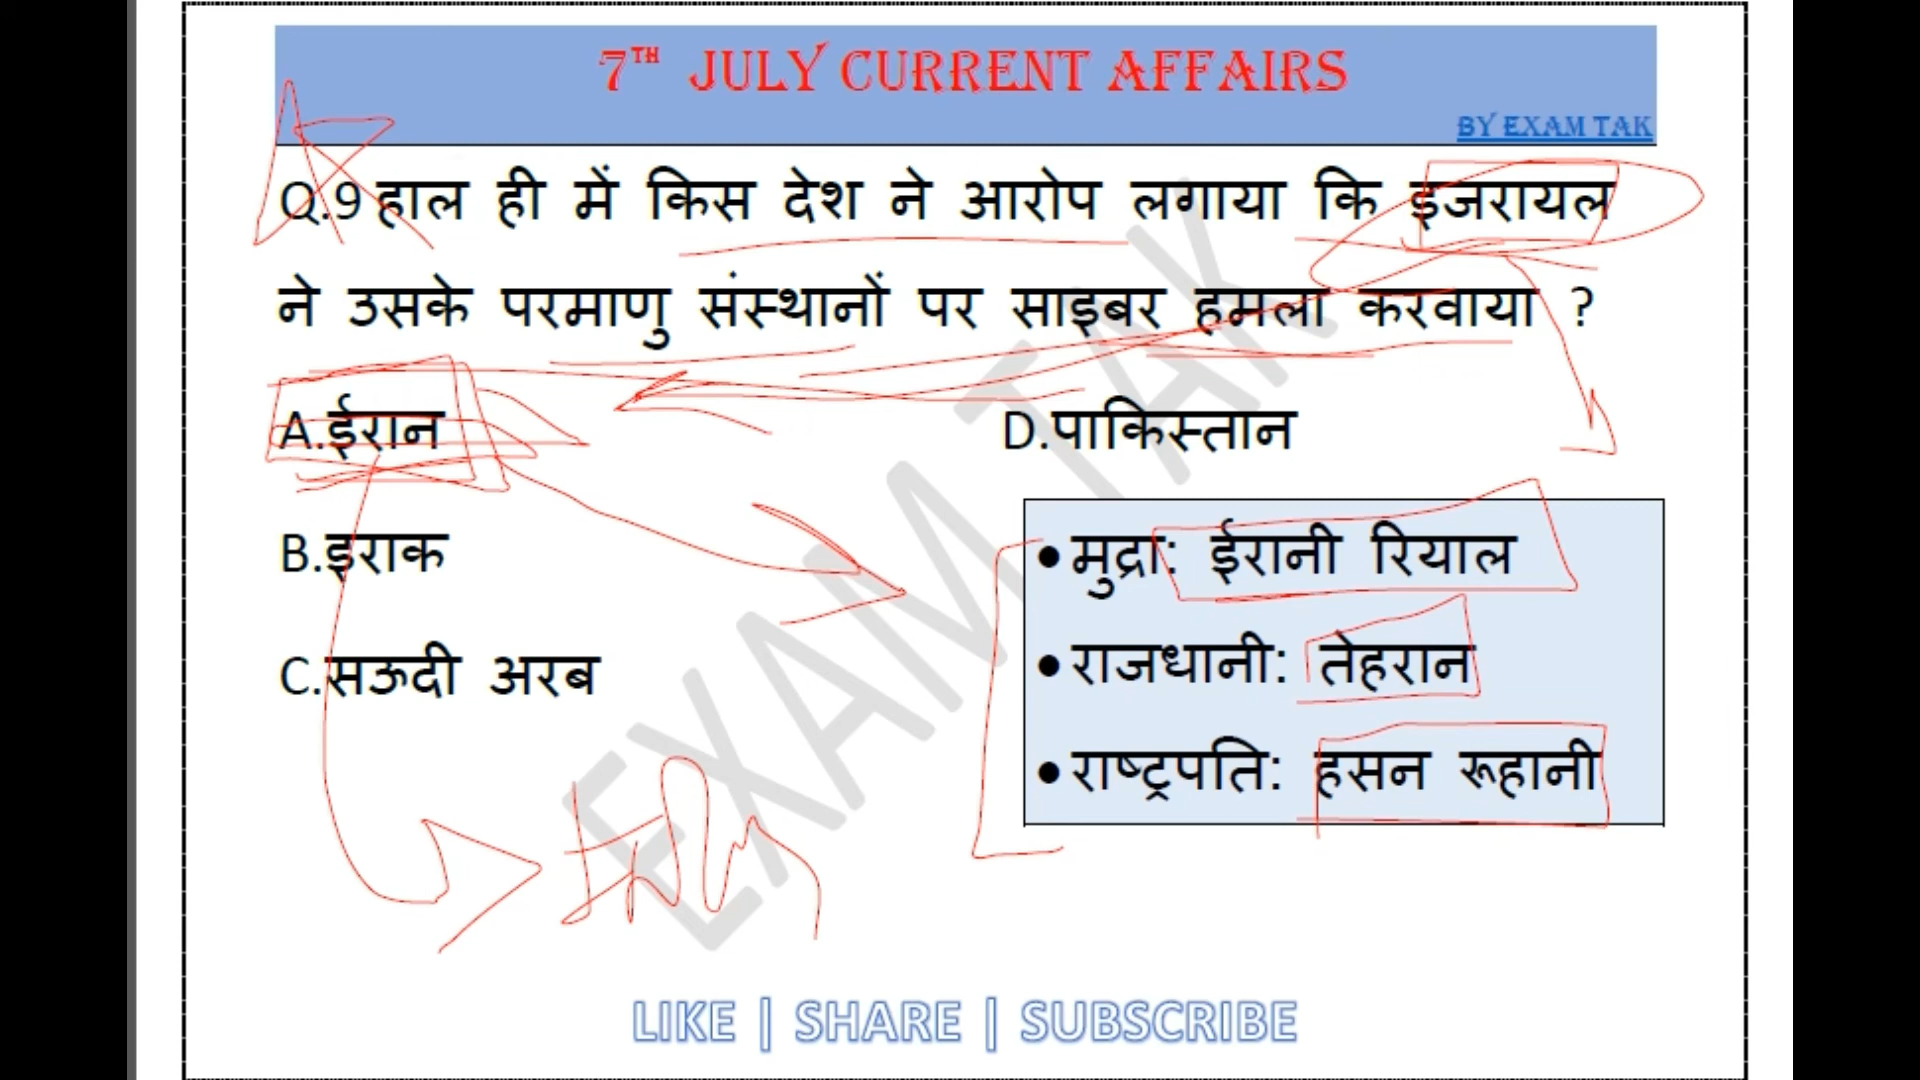 7TH JULY CURRENT AFFAIRS
BY EXAM TAK
Q.9 हाल ही में किस देश ने आरोप लगाया कि इजरायल
ने उसके परमाणु संस्थानों पर साइबर हमला करवाया ?
A.ईरान
D.पाकिस्तान
B.इराक
C.सऊदी अरब
• मुद्रा: ईरानी रियाल
• राजधानी: तेहरान
• राष्ट्रपति: हसन रूहानी
EXAM TAK
LIKE | SHARE | SUBSCRIBE